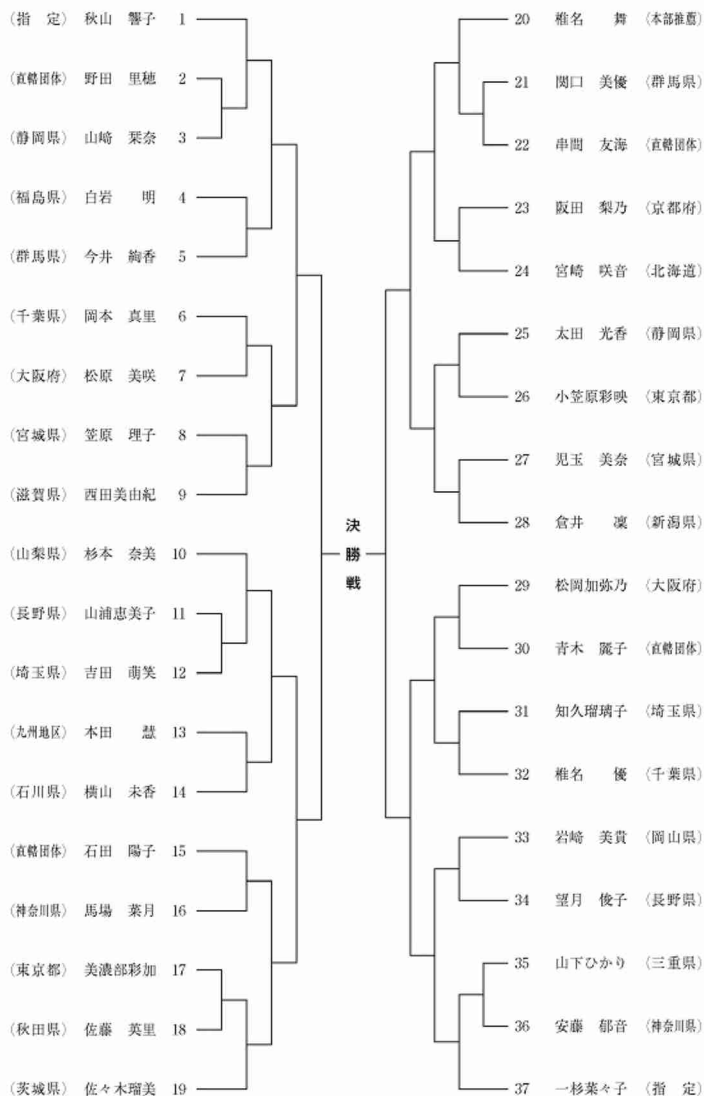 (指　定) 秋山　響子 1
(直轄団体) 野田　里穂 2
(静岡県) 山﨑　栞奈 3
(福島県) 白岩　　明 4
(群馬県) 今井　絢香 5
(千葉県) 岡本　真里 6
(大阪府) 松原　美咲 7
(宮城県) 笠原　理子 8
(滋賀県) 西田美由紀 9
(山梨県) 杉本　奈美 10
(長野県) 山浦恵美子 11
(埼玉県) 吉田　萌笑 12
(九州地区) 本田　　慧 13
(石川県) 横山　未香 14
(直轄団体) 石田　陽子 15
(神奈川県) 馬場　菜月 16
(東京都) 美濃部彩加 17
(秋田県) 佐藤　英里 18
(茨城県) 佐々木瑠美 19
決勝戦
20 椎名　　舞 (本部推薦)
21 関口　美優 (群馬県)
22 串間　友海 (直轄団体)
23 阪田　梨乃 (京都府)
24 宮崎　咲音 (北海道)
25 太田　光香 (静岡県)
26 小笠原彩映 (東京都)
27 児玉　美奈 (宮城県)
28 倉井　　凜 (新潟県)
29 松岡加弥乃 (大阪府)
30 青木　麗子 (直轄団体)
31 知久瑠璃子 (埼玉県)
32 椎名　　優 (千葉県)
33 岩﨑　美貴 (岡山県)
34 望月　俊子 (長野県)
35 山下ひかり (三重県)
36 安藤　郁音 (神奈川県)
37 一杉菜々子 (指　定)